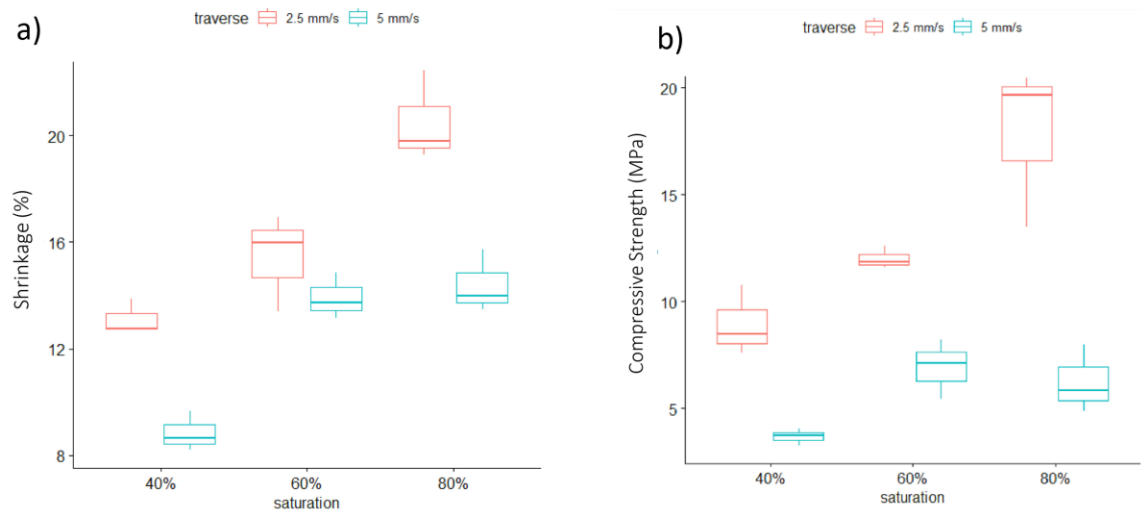 a)
traverse 2.5 mm/s 5 mm/s
Shrinkage (%)
20
16
12
8
40% 60% 80%
saturation
b)
traverse 2.5 mm/s 5 mm/s
Compressive Strength (MPa)
20
15
10
5
40% 60% 80%
saturation